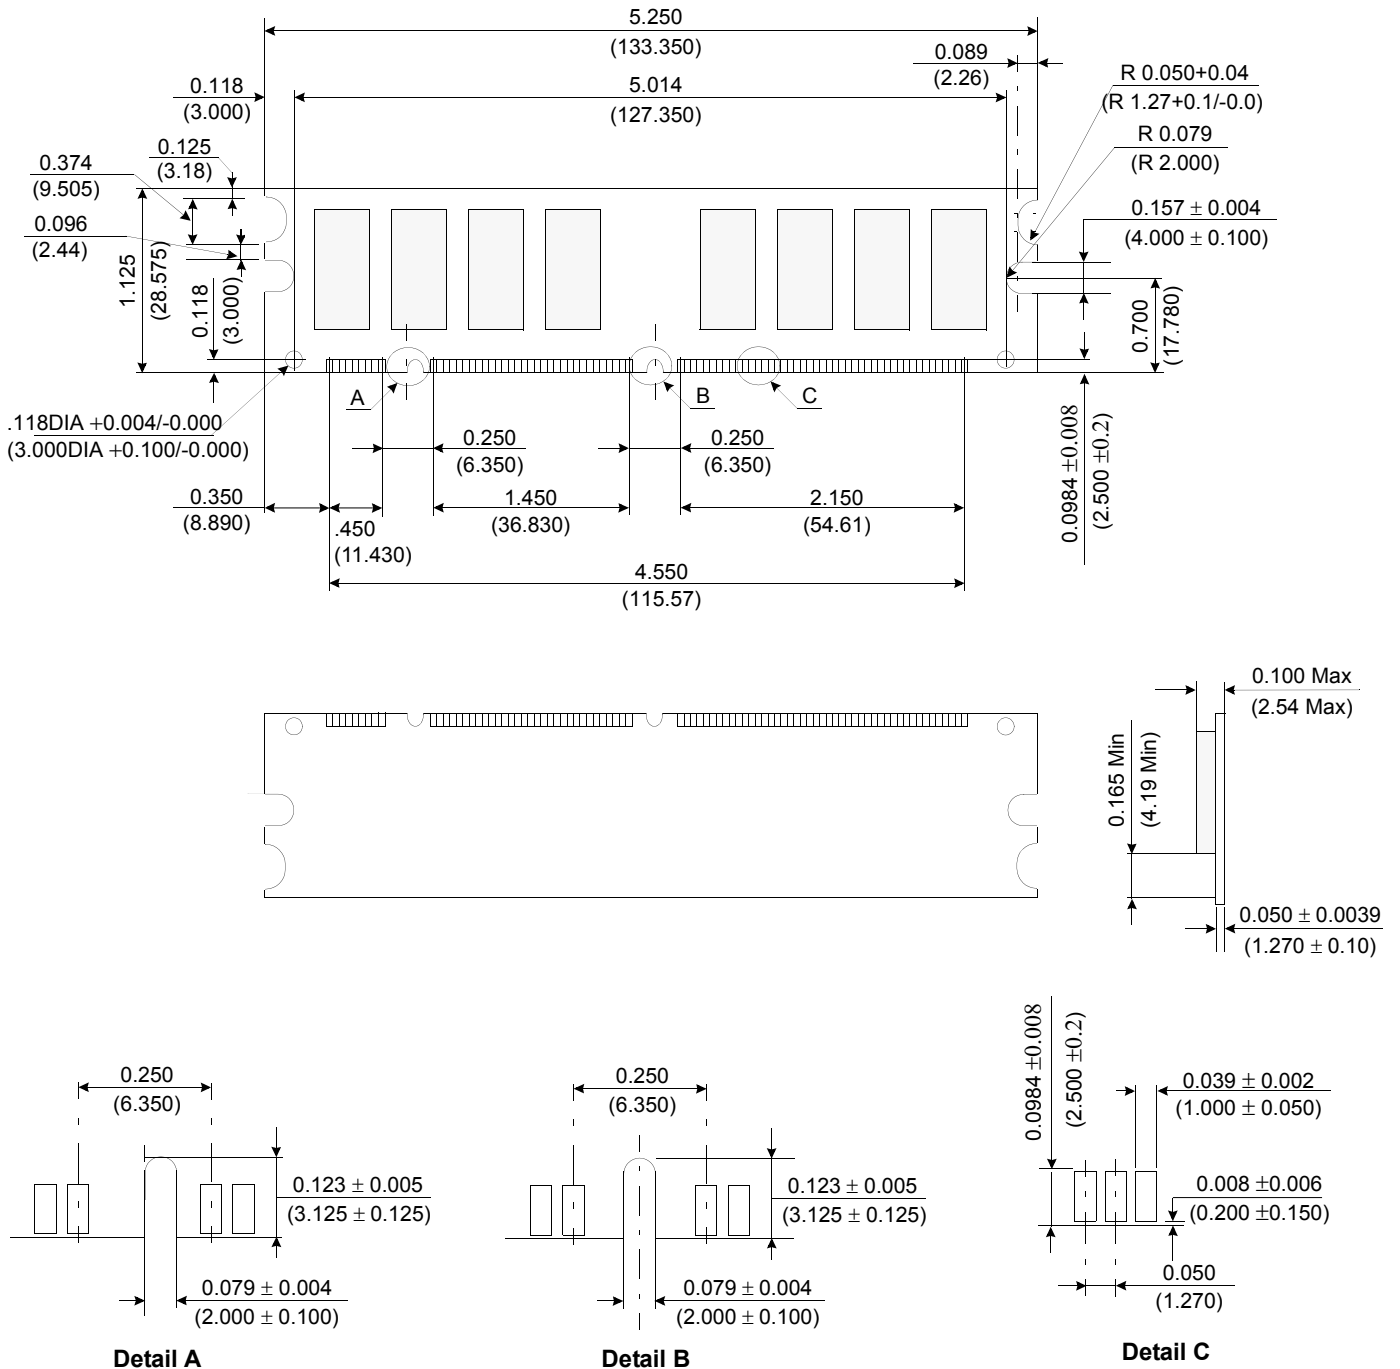 5.250
(133.350)
0.089
(2.26)
R 0.050+0.04
(R 1.27+0.1/-0.0)
0.118
(3.000)
5.014
(127.350)
R 0.079
(R 2.000)
0.125
(3.18)
0.374
(9.505)
0.096
(2.44)
0.157 ± 0.004
(4.000 ± 0.100)
1.125
(28.575)
0.118
(3.000)
0.700
(17.780)
A
B
C
.118DIA +0.004/-0.000
(3.000DIA +0.100/-0.000)
0.250
(6.350)
0.250
(6.350)
0.0984 ±0.008
(2.500 ±0.2)
0.350
(8.890)
.450
(11.430)
1.450
(36.830)
2.150
(54.61)
4.550
(115.57)
0.100 Max
(2.54 Max)
0.165 Min
(4.19 Min)
0.050 ± 0.0039
(1.270 ± 0.10)
0.250
(6.350)
0.123 ± 0.005
(3.125 ± 0.125)
0.079 ± 0.004
(2.000 ± 0.100)
Detail A
0.250
(6.350)
0.123 ± 0.005
(3.125 ± 0.125)
0.079 ± 0.004
(2.000 ± 0.100)
Detail B
0.0984 ±0.008
(2.500 ±0.2)
0.039 ± 0.002
(1.000 ± 0.050)
0.008 ±0.006
(0.200 ±0.150)
0.050
(1.270)
Detail C